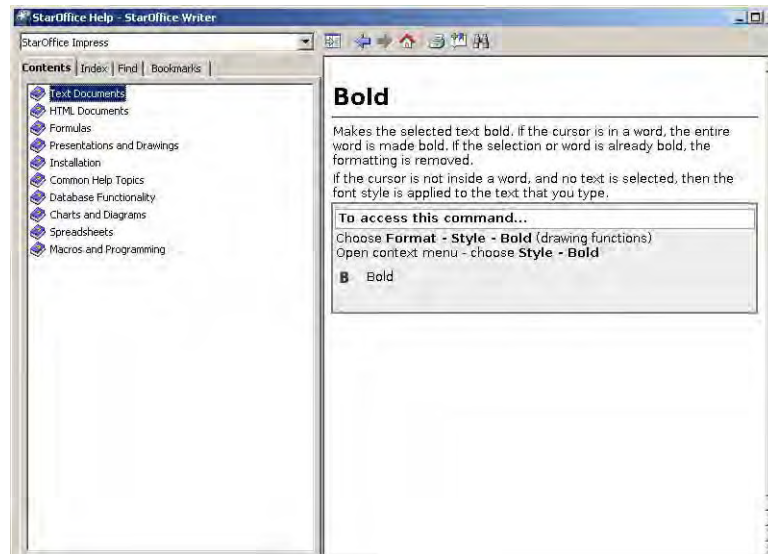 StarOffice Help - StarOffice Writer
StarOffice Impress
Contents Index Find Bookmarks
Text Documents
HTML Documents
Formulas
Presentations and Drawings
Installation
Common Help Topics
Database Functionality
Charts and Diagrams
Spreadsheets
Macros and Programming
Bold
Makes the selected text bold. If the cursor is in a word, the entire
word is made bold. If the selection or word is already bold, the
formatting is removed.
If the cursor is not inside a word, and no text is selected, then the
font style is applied to the text that you type.
To access this command...
Choose Format - Style - Bold (drawing functions)
Open context menu - choose Style - Bold
B Bold